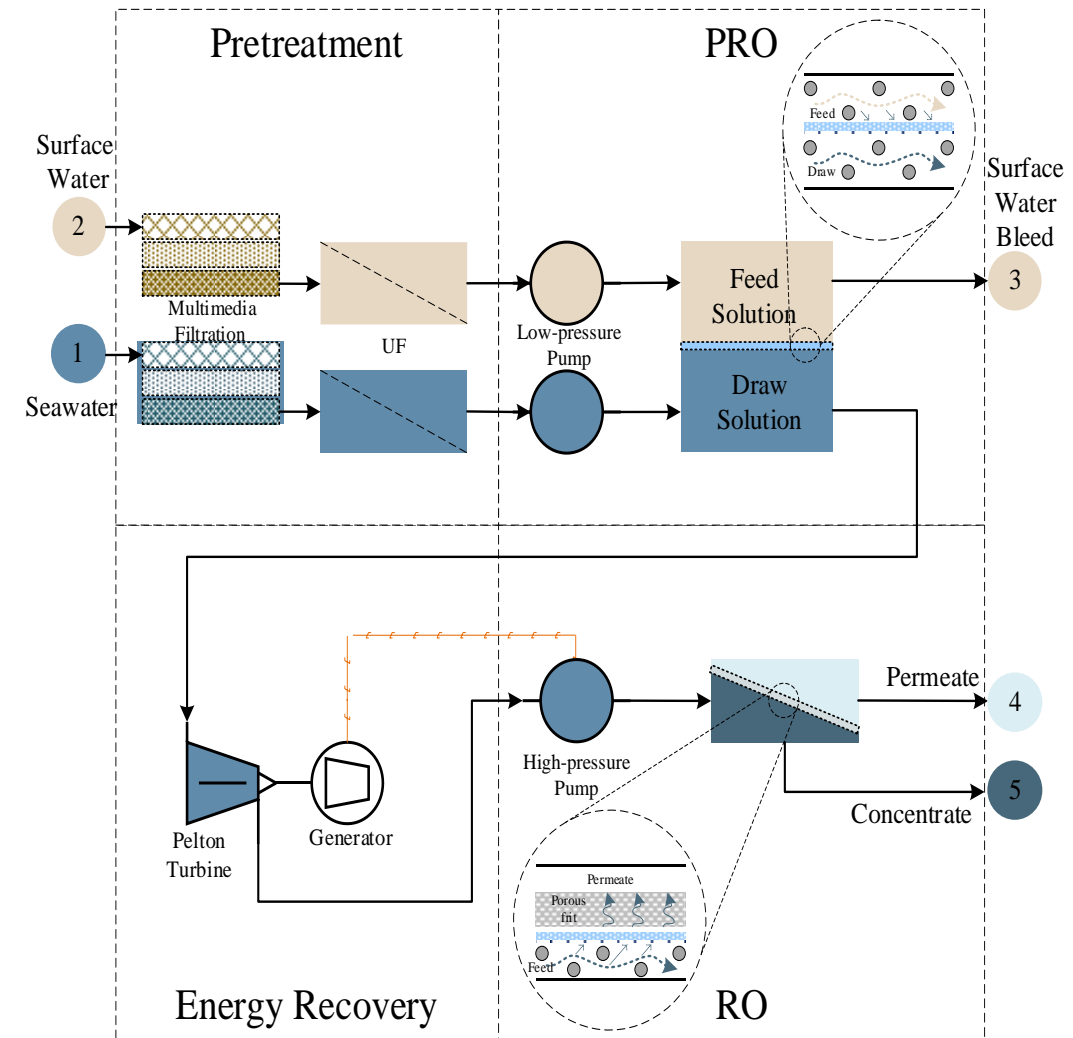 Pretreatment
PRO
Feed
Draw
Surface
Water
2
Multimedia
Filtration
UF
Low-pressure
Pump
Feed
Solution
Surface
Water
Bleed
3
1
Seawater
Draw
Solution
Pelton
Turbine
Generator
High-pressure
Pump
Permeate
4
Concentrate
5
Permeate
Porous
frit
Feed
Energy Recovery
RO